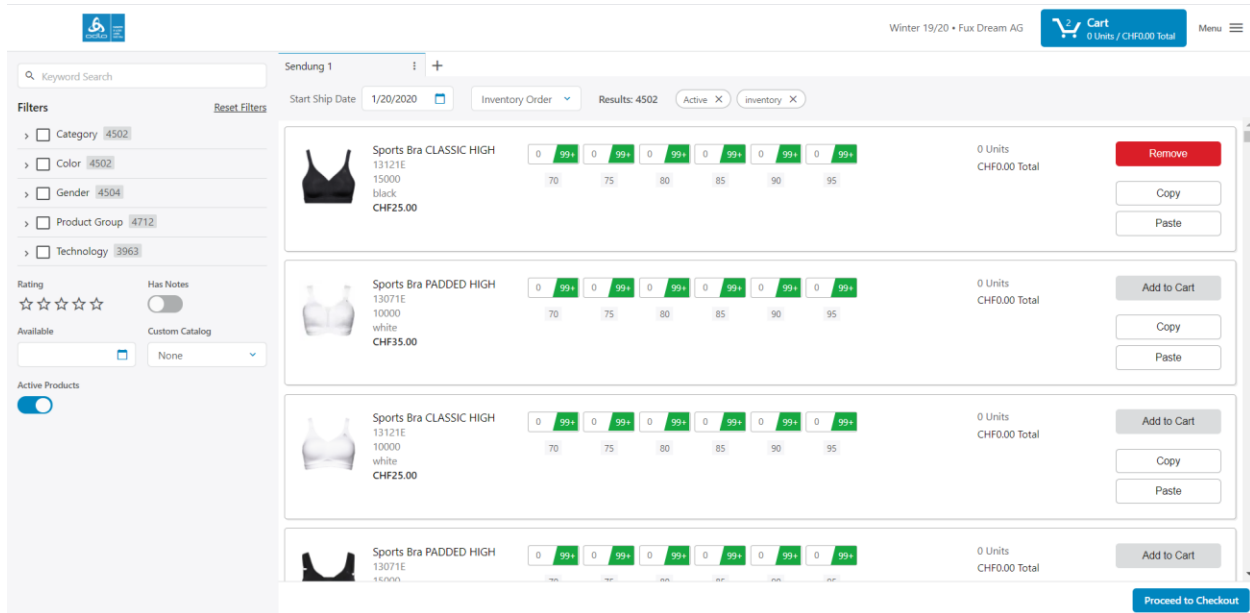 odlo
Winter 19/20 • Fux Dream AG
2
Cart
0 Units / CHF0.00 Total
Menu
Keyword Search
Filters
Reset Filters
Category 4502
Color 4502
Gender 4504
Product Group 4712
Technology 3963
Rating
Has Notes
Available
Custom Catalog
None
Active Products
Sendung 1
Start Ship Date 1/20/2020 Inventory Order Results: 4502 Active X inventory X
Sports Bra CLASSIC HIGH
13121E
15000
black
CHF25.00
0 99+ 0 99+ 0 99+ 0 99+ 0 99+ 0 99+
70 75 80 85 90 95
0 Units
CHF0.00 Total
Remove
Copy
Paste
Sports Bra PADDED HIGH
13071E
10000
white
CHF35.00
0 99+ 0 99+ 0 99+ 0 99+ 0 99+ 0 99+
70 75 80 85 90 95
0 Units
CHF0.00 Total
Add to Cart
Copy
Paste
Sports Bra CLASSIC HIGH
13121E
10000
white
CHF25.00
0 99+ 0 99+ 0 99+ 0 99+ 0 99+ 0 99+
70 75 80 85 90 95
0 Units
CHF0.00 Total
Add to Cart
Copy
Paste
Sports Bra PADDED HIGH
13071E
15000
0 99+ 0 99+ 0 99+ 0 99+ 0 99+ 0 99+
70 75 80 85 90 95
0 Units
CHF0.00 Total
Add to Cart
Proceed to Checkout